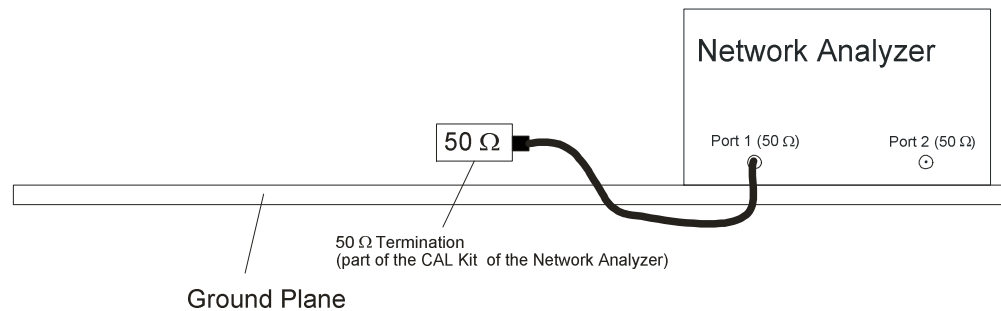 Network Analyzer
Port 1 (50 Ω)
Port 2 (50 Ω)
50 Ω
50 Ω Termination
(part of the CAL Kit of the Network Analyzer)
Ground Plane